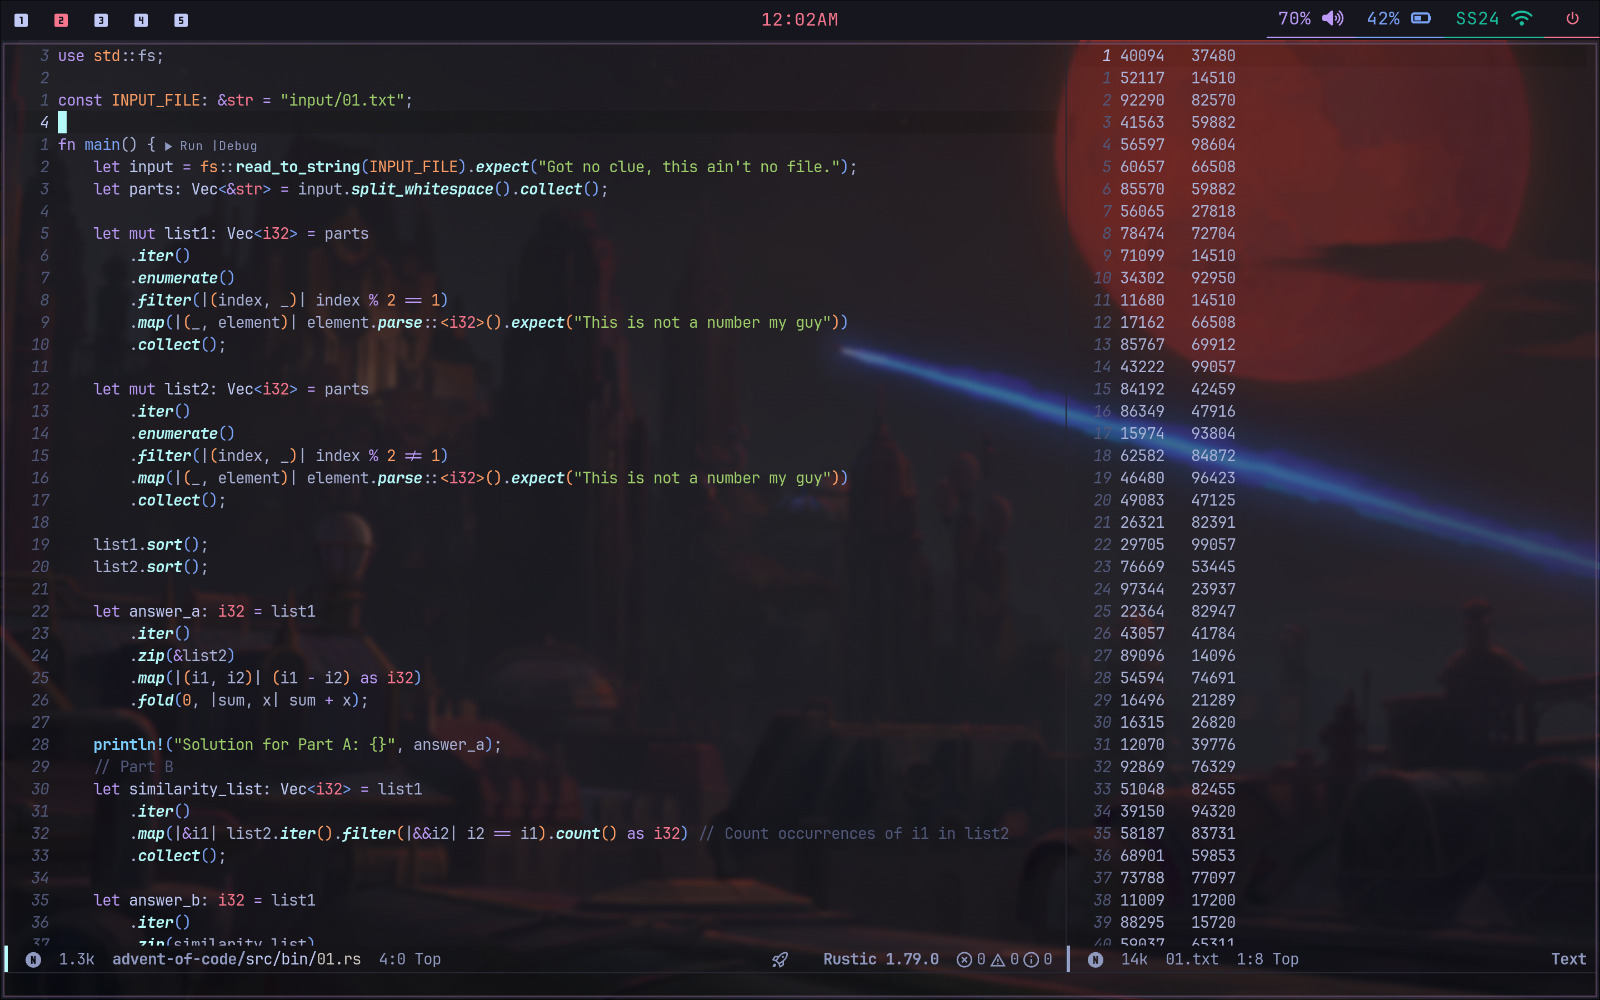 1 2 3 4 5 12:02AM 70% 42% SS24
3 use std::fs;
2
1 const INPUT_FILE: &str = "input/01.txt";
4
1 fn main() { ▶ Run |Debug
2 let input = fs::read_to_string(INPUT_FILE).expect("Got no clue, this ain't no file.");
3 let parts: Vec<&str> = input.split_whitespace().collect();
4
5 let mut list1: Vec<i32> = parts
6 .iter()
7 .enumerate()
8 .filter(|(index, _)| index % 2 == 1)
9 .map(|(_, element)| element.parse::<i32>().expect("This is not a number my guy"))
10 .collect();
11
12 let mut list2: Vec<i32> = parts
13 .iter()
14 .enumerate()
15 .filter(|(index, _)| index % 2 != 1)
16 .map(|(_, element)| element.parse::<i32>().expect("This is not a number my guy"))
17 .collect();
18
19 list1.sort();
20 list2.sort();
21
22 let answer_a: i32 = list1
23 .iter()
24 .zip(&list2)
25 .map(|(i1, i2)| (i1 - i2) as i32)
26 .fold(0, |sum, x| sum + x);
27
28 println!("Solution for Part A: {}", answer_a);
29 // Part B
30 let similarity_list: Vec<i32> = list1
31 .iter()
32 .map(|&i1| list2.iter().filter(|&&i2| i2 == i1).count() as i32) // Count occurrences of i1 in list2
33 .collect();
34
35 let answer_b: i32 = list1
36 .iter()
37 .zip(similarity_list)
N 1.3k advent-of-code/src/bin/01.rs 4:0 Top Rustic 1.79.0 0 0 0
1 40094 37480
1 52117 14510
2 92290 82570
3 41563 59882
4 56597 98604
5 60657 66508
6 85570 59882
7 56065 27818
8 78474 72704
9 71099 14510
10 34302 92950
11 11680 14510
12 17162 66508
13 85767 69912
14 43222 99057
15 84192 42459
16 86349 47916
17 15974 93804
18 62582 84872
19 46480 96423
20 49083 47125
21 26321 82391
22 29705 99057
23 76669 53445
24 97344 23937
25 22364 82947
26 43057 41784
27 89096 14096
28 54594 74691
29 16496 21289
30 16315 26820
31 12070 39776
32 92869 76329
33 51048 82455
34 39150 94320
35 58187 83731
36 68901 59853
37 73788 77097
38 11009 17200
39 88295 15720
40 59037 65311
N 14k 01.txt 1:8 Top Text